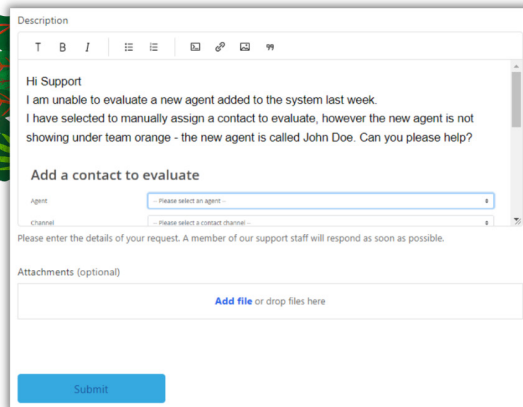 Description
T B I
Hi Support
I am unable to evaluate a new agent added to the system last week.
I have selected to manually assign a contact to evaluate, however the new agent is not
showing under team orange - the new agent is called John Doe. Can you please help?
Add a contact to evaluate
Agent -- Please select an agent --
Channel -- Please select a contact channel --
Please enter the details of your request. A member of our support staff will respond as soon as possible.
Attachments (optional)
Add file or drop files here
Submit